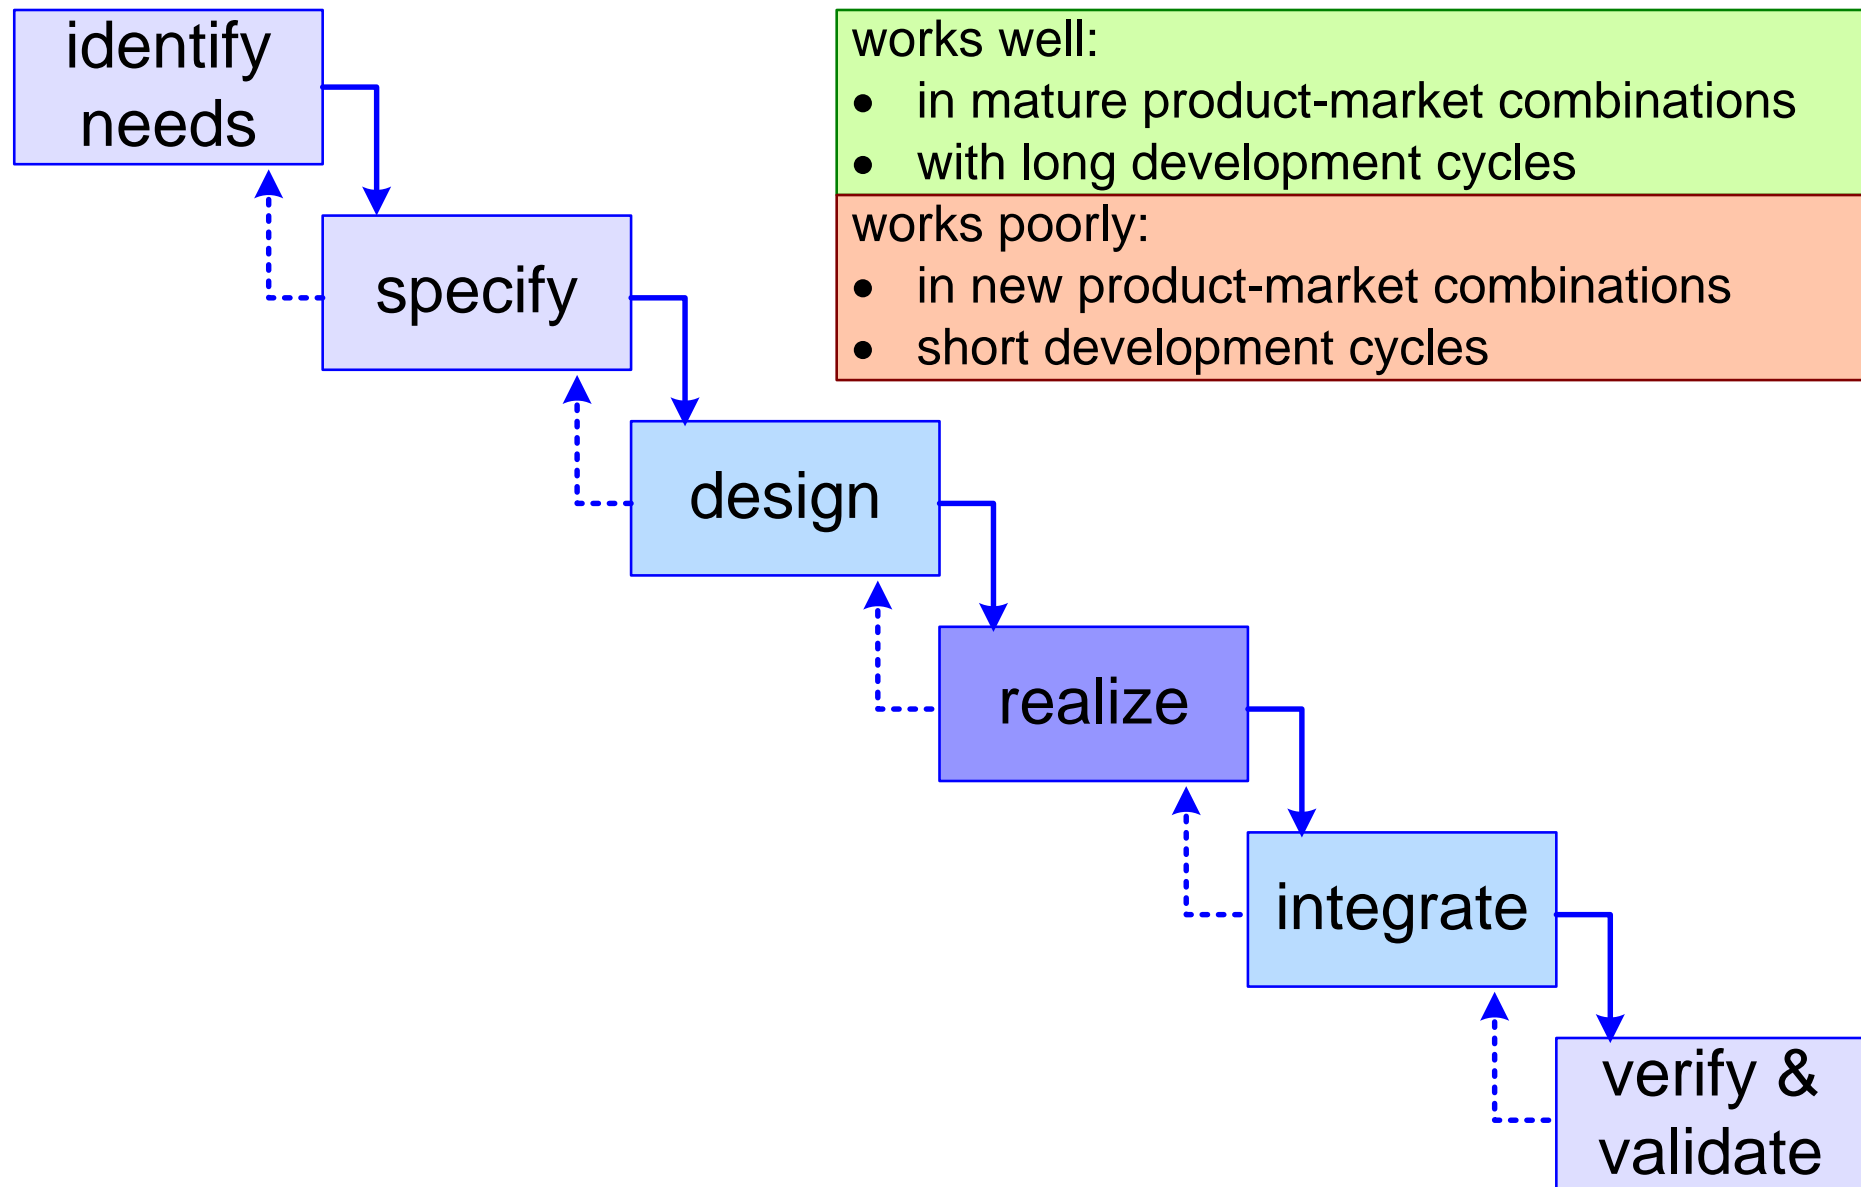 identify
needs
works well:
• in mature product-market combinations
• with long development cycles
works poorly:
• in new product-market combinations
• short development cycles
specify
design
realize
integrate
verify &
validate